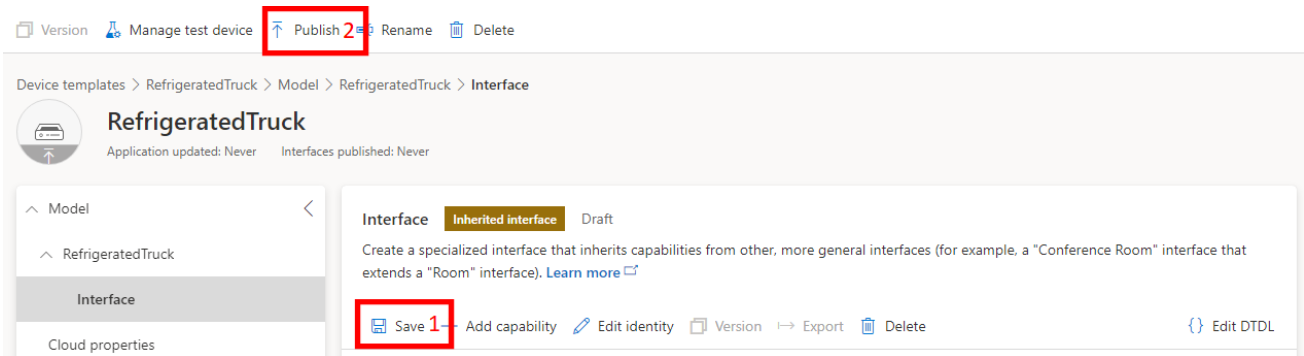 Version Manage test device Publish 2 Rename Delete
Device templates > RefrigeratedTruck > Model > RefrigeratedTruck > Interface
RefrigeratedTruck
Application updated: Never Interfaces published: Never
Model
RefrigeratedTruck
Interface
Cloud properties
Interface Inherited interface Draft
Create a specialized interface that inherits capabilities from other, more general interfaces (for example, a "Conference Room" interface that
extends a "Room" interface). Learn more
Save 1 Add capability Edit identity Version Export Delete {} Edit DTDL